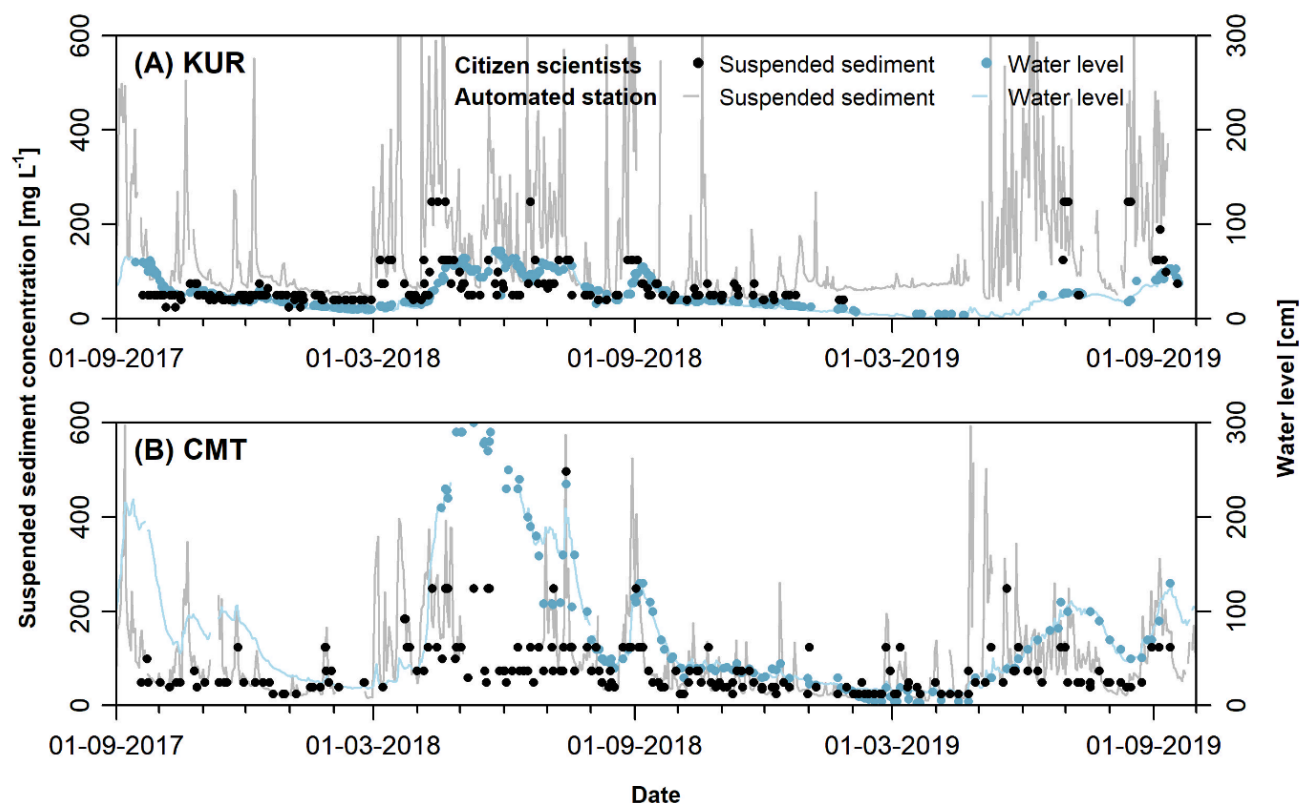 (A) KUR
Citizen scientists Suspended sediment Water level
Automated station Suspended sediment Water level
600
400
200
0
300
200
100
0
01-09-2017 01-03-2018 01-09-2018 01-03-2019 01-09-2019
Suspended sediment concentration [mg L⁻¹]
Water level [cm]
(B) CMT
600
400
200
0
300
200
100
0
01-09-2017 01-03-2018 01-09-2018 01-03-2019 01-09-2019
Date